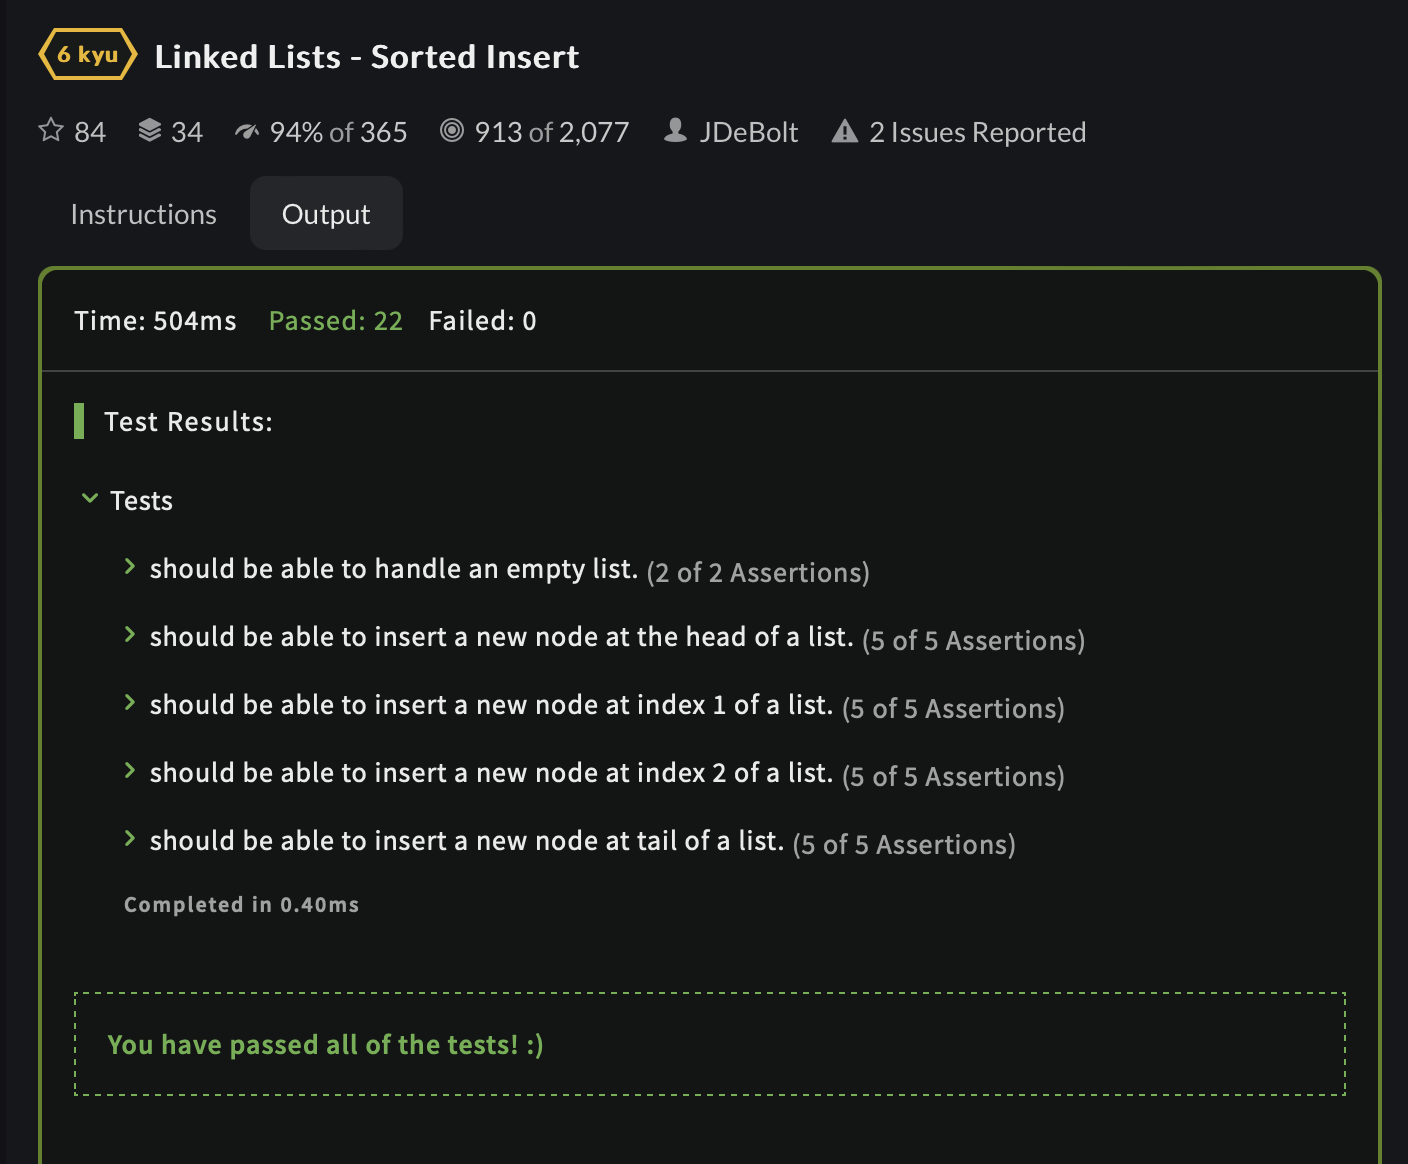 6 kyu Linked Lists - Sorted Insert
84 34 94% of 365 913 of 2,077 JDeBolt 2 Issues Reported
Instructions Output
Time: 504ms Passed: 22 Failed: 0
Test Results:
Tests
should be able to handle an empty list. (2 of 2 Assertions)
should be able to insert a new node at the head of a list. (5 of 5 Assertions)
should be able to insert a new node at index 1 of a list. (5 of 5 Assertions)
should be able to insert a new node at index 2 of a list. (5 of 5 Assertions)
should be able to insert a new node at tail of a list. (5 of 5 Assertions)
Completed in 0.40ms
You have passed all of the tests! :)